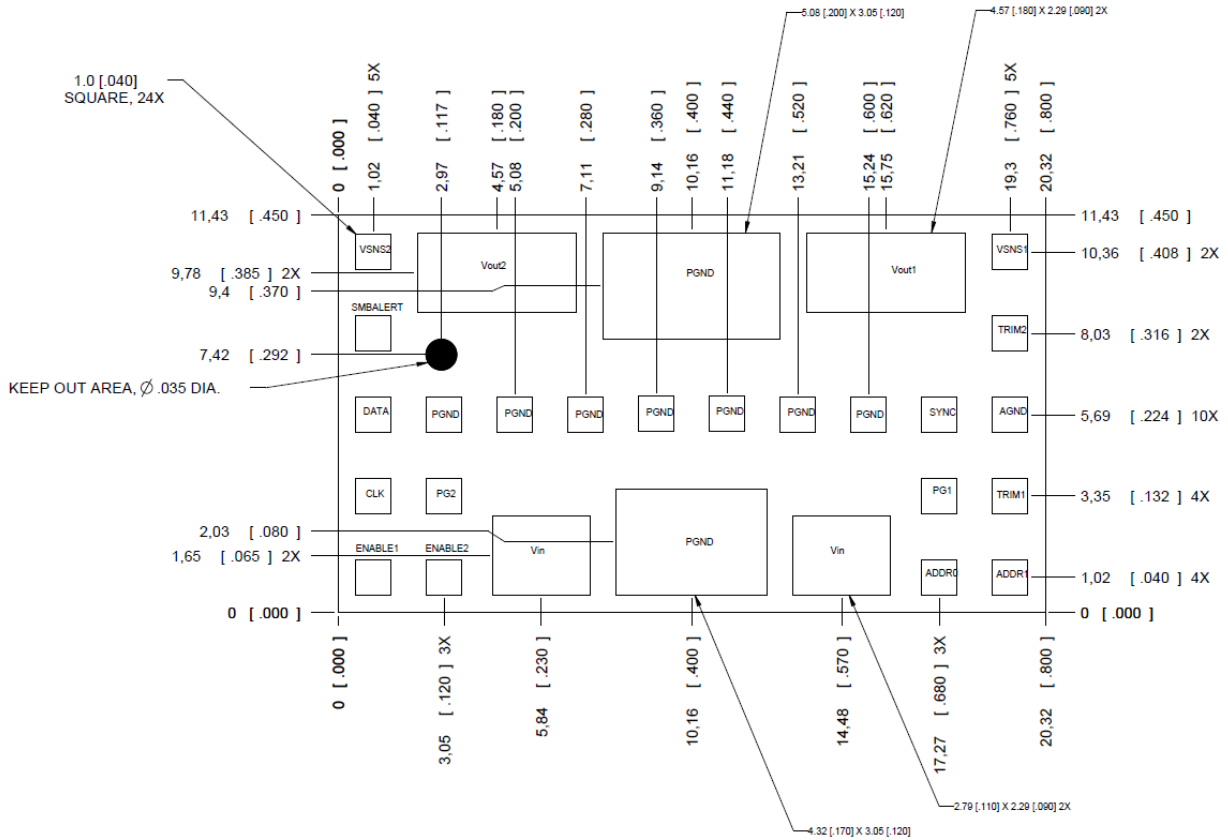 5.08 [.200] X 3.05 [.120]
4.57 [.180] X 2.29 [.090] 2X
1.0 [.040]
SQUARE, 24X
0 [ .000 ]
1,02 [ .040 ] 5X
2,97 [ .117 ]
4,57 [ .180 ]
5,08 [ .200 ]
7,11 [ .280 ]
9,14 [ .360 ]
10,16 [ .400 ]
11,18 [ .440 ]
13,21 [ .520 ]
15,24 [ .600 ]
15,75 [ .620 ]
19,3 [ .760 ] 5X
20,32 [ .800 ]
11,43 [ .450 ]
11,43 [ .450 ]
VSNS2
Vout2
PGND
Vout1
VSNS1
10,36 [ .408 ] 2X
9,78 [ .385 ] 2X
9,4 [ .370 ]
SMBALERT
TRIM2
8,03 [ .316 ] 2X
7,42 [ .292 ]
KEEP OUT AREA, Ø .035 DIA.
DATA
PGND
PGND
PGND
PGND
PGND
PGND
PGND
SYNC
AGND
5,69 [ .224 ] 10X
CLK
PG2
PG1
TRIM1
3,35 [ .132 ] 4X
2,03 [ .080 ]
1,65 [ .065 ] 2X
ENABLE1
ENABLE2
Vin
PGND
Vin
ADDR0
ADDR1
1,02 [ .040 ] 4X
0 [ .000 ]
0 [ .000 ]
0 [ .000 ]
3,05 [ .120 ] 3X
5,84 [ .230 ]
10,16 [ .400 ]
14,48 [ .570 ]
17,27 [ .680 ] 3X
20,32 [ .800 ]
2.79 [.110] X 2.29 [.090] 2X
4.32 [.170] X 3.05 [.120]